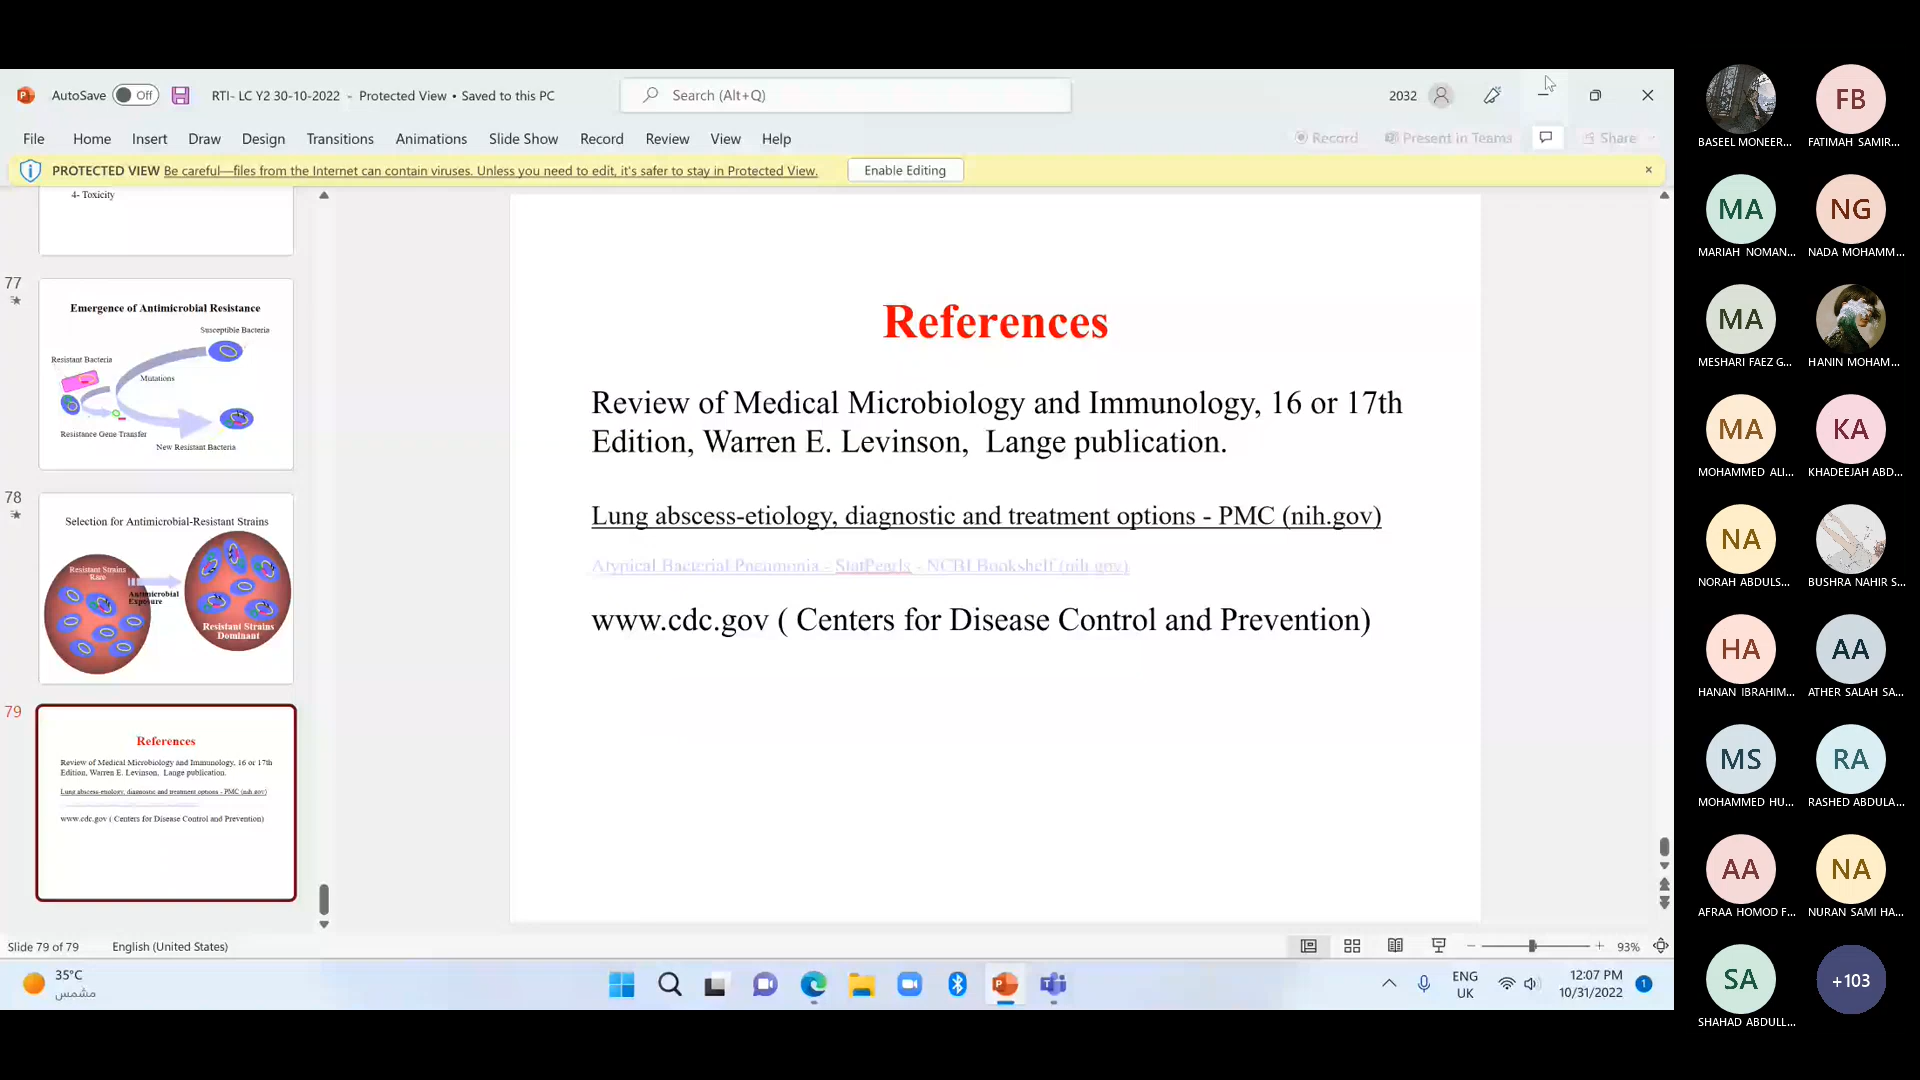 AutoSave Off RTI- LC Y2 30-10-2022 - Protected View • Saved to this PC
Search (Alt+Q)
2032
File Home Insert Draw Design Transitions Animations Slide Show Record Review View Help
Record Present in Teams Share
PROTECTED VIEW Be careful—files from the Internet can contain viruses. Unless you need to edit, it's safer to stay in Protected View. Enable Editing
4- Toxicity
77
Emergence of Antimicrobial Resistance
Susceptible Bacteria
Resistant Bacteria
Mutations
Resistance Gene Transfer
New Resistant Bacteria
78
Selection for Antimicrobial-Resistant Strains
Resistant Strains
Rare
Antimicrobial
Exposure
Resistant Strains
Dominant
79
References
Review of Medical Microbiology and Immunology, 16 or 17th
Edition, Warren E. Levinson, Lange publication.
Lung abscess-etiology, diagnostic and treatment options - PMC (nih.gov)
www.cdc.gov ( Centers for Disease Control and Prevention)
References
Review of Medical Microbiology and Immunology, 16 or 17th
Edition, Warren E. Levinson, Lange publication.
Lung abscess-etiology, diagnostic and treatment options - PMC (nih.gov)
Atypical Bacterial Pneumonia - StatPearls - NCBI Bookshelf (nih.gov)
www.cdc.gov ( Centers for Disease Control and Prevention)
Slide 79 of 79 English (United States)
93%
35°C
مشمس
ENG
UK
12:07 PM
10/31/2022
1
FB
BASEEL MONEER... FATIMAH SAMIR...
MA NG
MARIAH NOMAN... NADA MOHAMM...
MA
MESHARI FAEZ G... HANIN MOHAM...
MA KA
MOHAMMED ALI... KHADEEJAH ABD...
NA
NORAH ABDULS... BUSHRA NAHIR S...
HA AA
HANAN IBRAHIM... ATHER SALAH SA...
MS RA
MOHAMMED HU... RASHED ABDULA...
AA NA
AFRAA HOMOD F... NURAN SAMI HA...
SA +103
SHAHAD ABDULL...